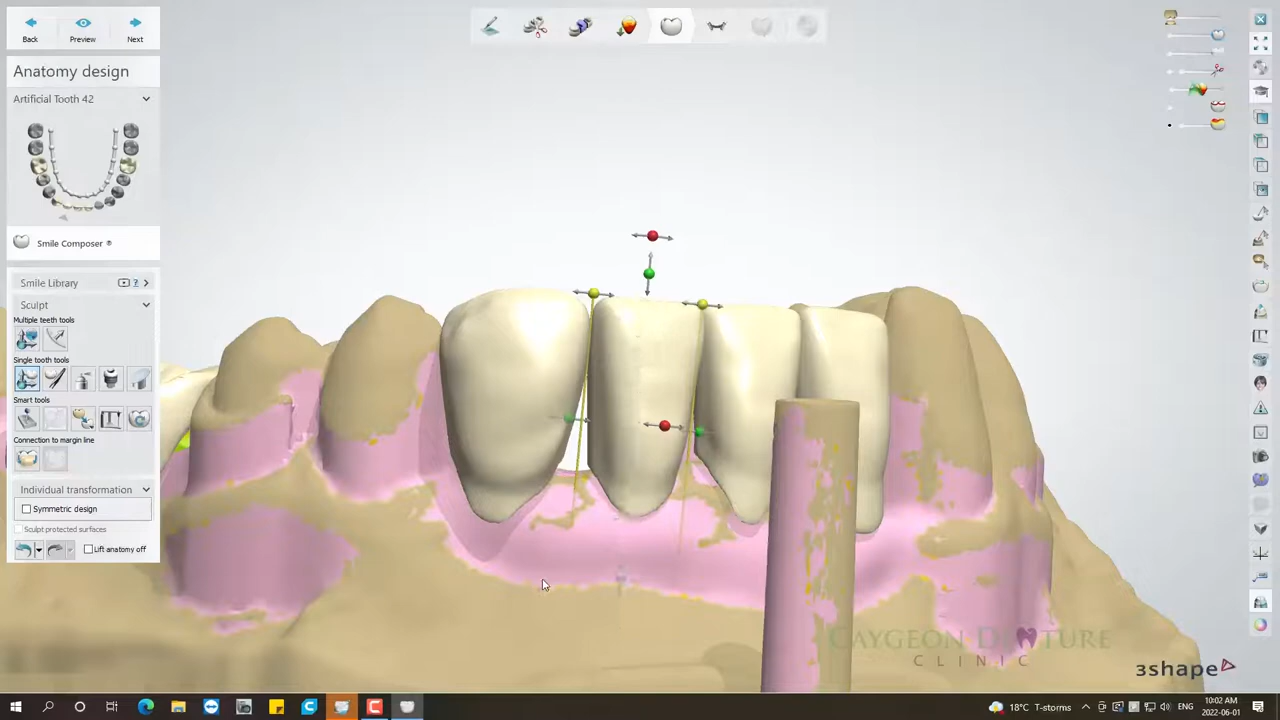 Back
Preview
Next
Anatomy design
Artificial Tooth 42
Smile Composer ®
Smile Library
?
Sculpt
Multiple teeth tools
Single tooth tools
Smart tools
Connection to margin line
Individual transformation
Symmetric design
Sculpt protected surfaces
Lift anatomy off
CAYGEON DENTURE
CLINIC
3shape
18°C T-storms
ENG
10:02 AM
2022-06-01